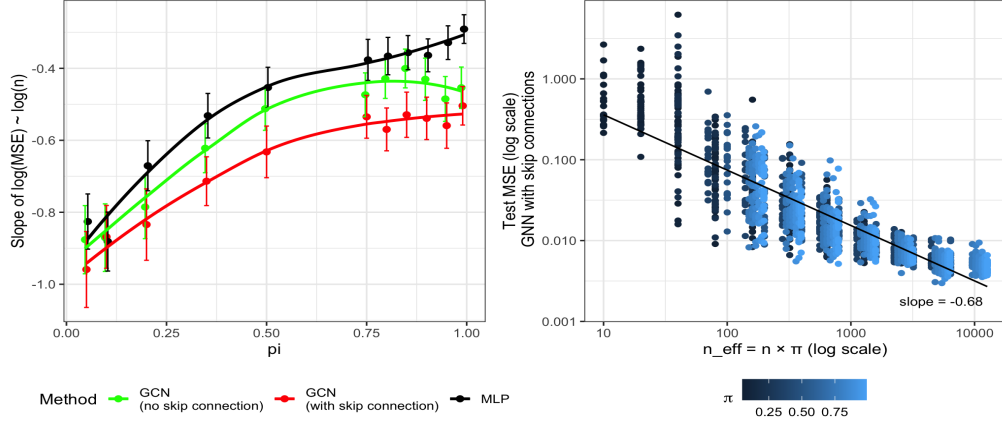 Slope of log(MSE) ~ log(n)
-0.4
-0.6
-0.8
-1.0
0.00 0.25 0.50 0.75 1.00
pi
Method
GCN
(no skip connection)
GCN
(with skip connection)
MLP
Test MSE (log scale)
GNN with skip connections
1.000
0.100
0.010
0.001
slope = -0.68
10 100 1000 10000
n_eff = n × π (log scale)
π
0.25 0.50 0.75